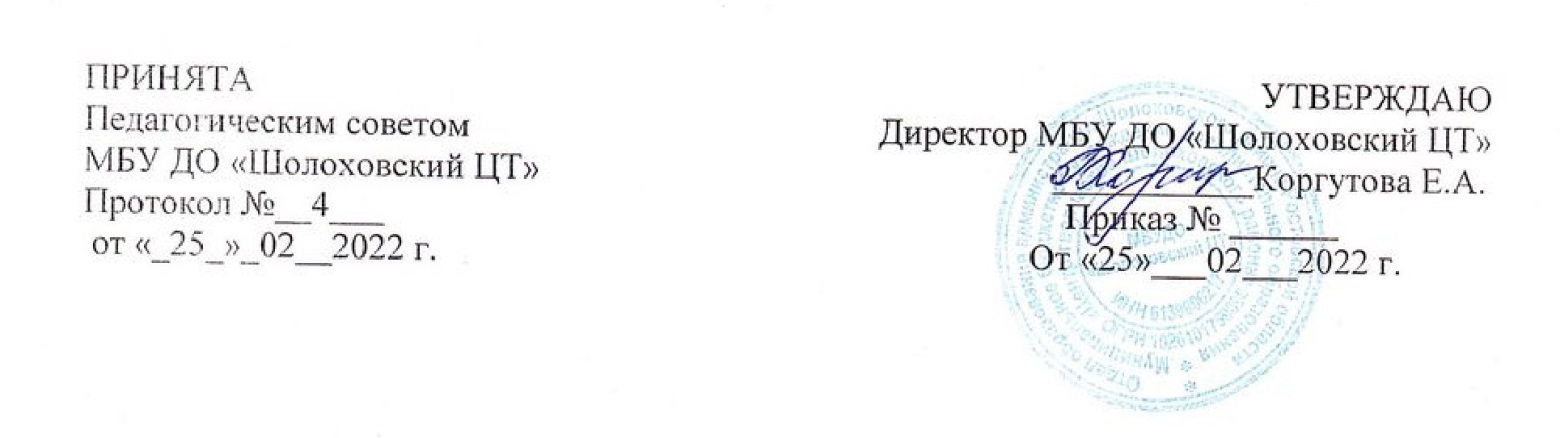 ПРИНЯТА
Педагогическим советом
МБУ ДО «Шолоховский ЦТ»
Протокол №__4___
от «_25_»_02__2022 г.
УТВЕРЖДАЮ
Директор МБУ ДО «Шолоховский ЦТ»
___________Коргутова Е.А.
Приказ № ______
От «25»___02___2022 г.